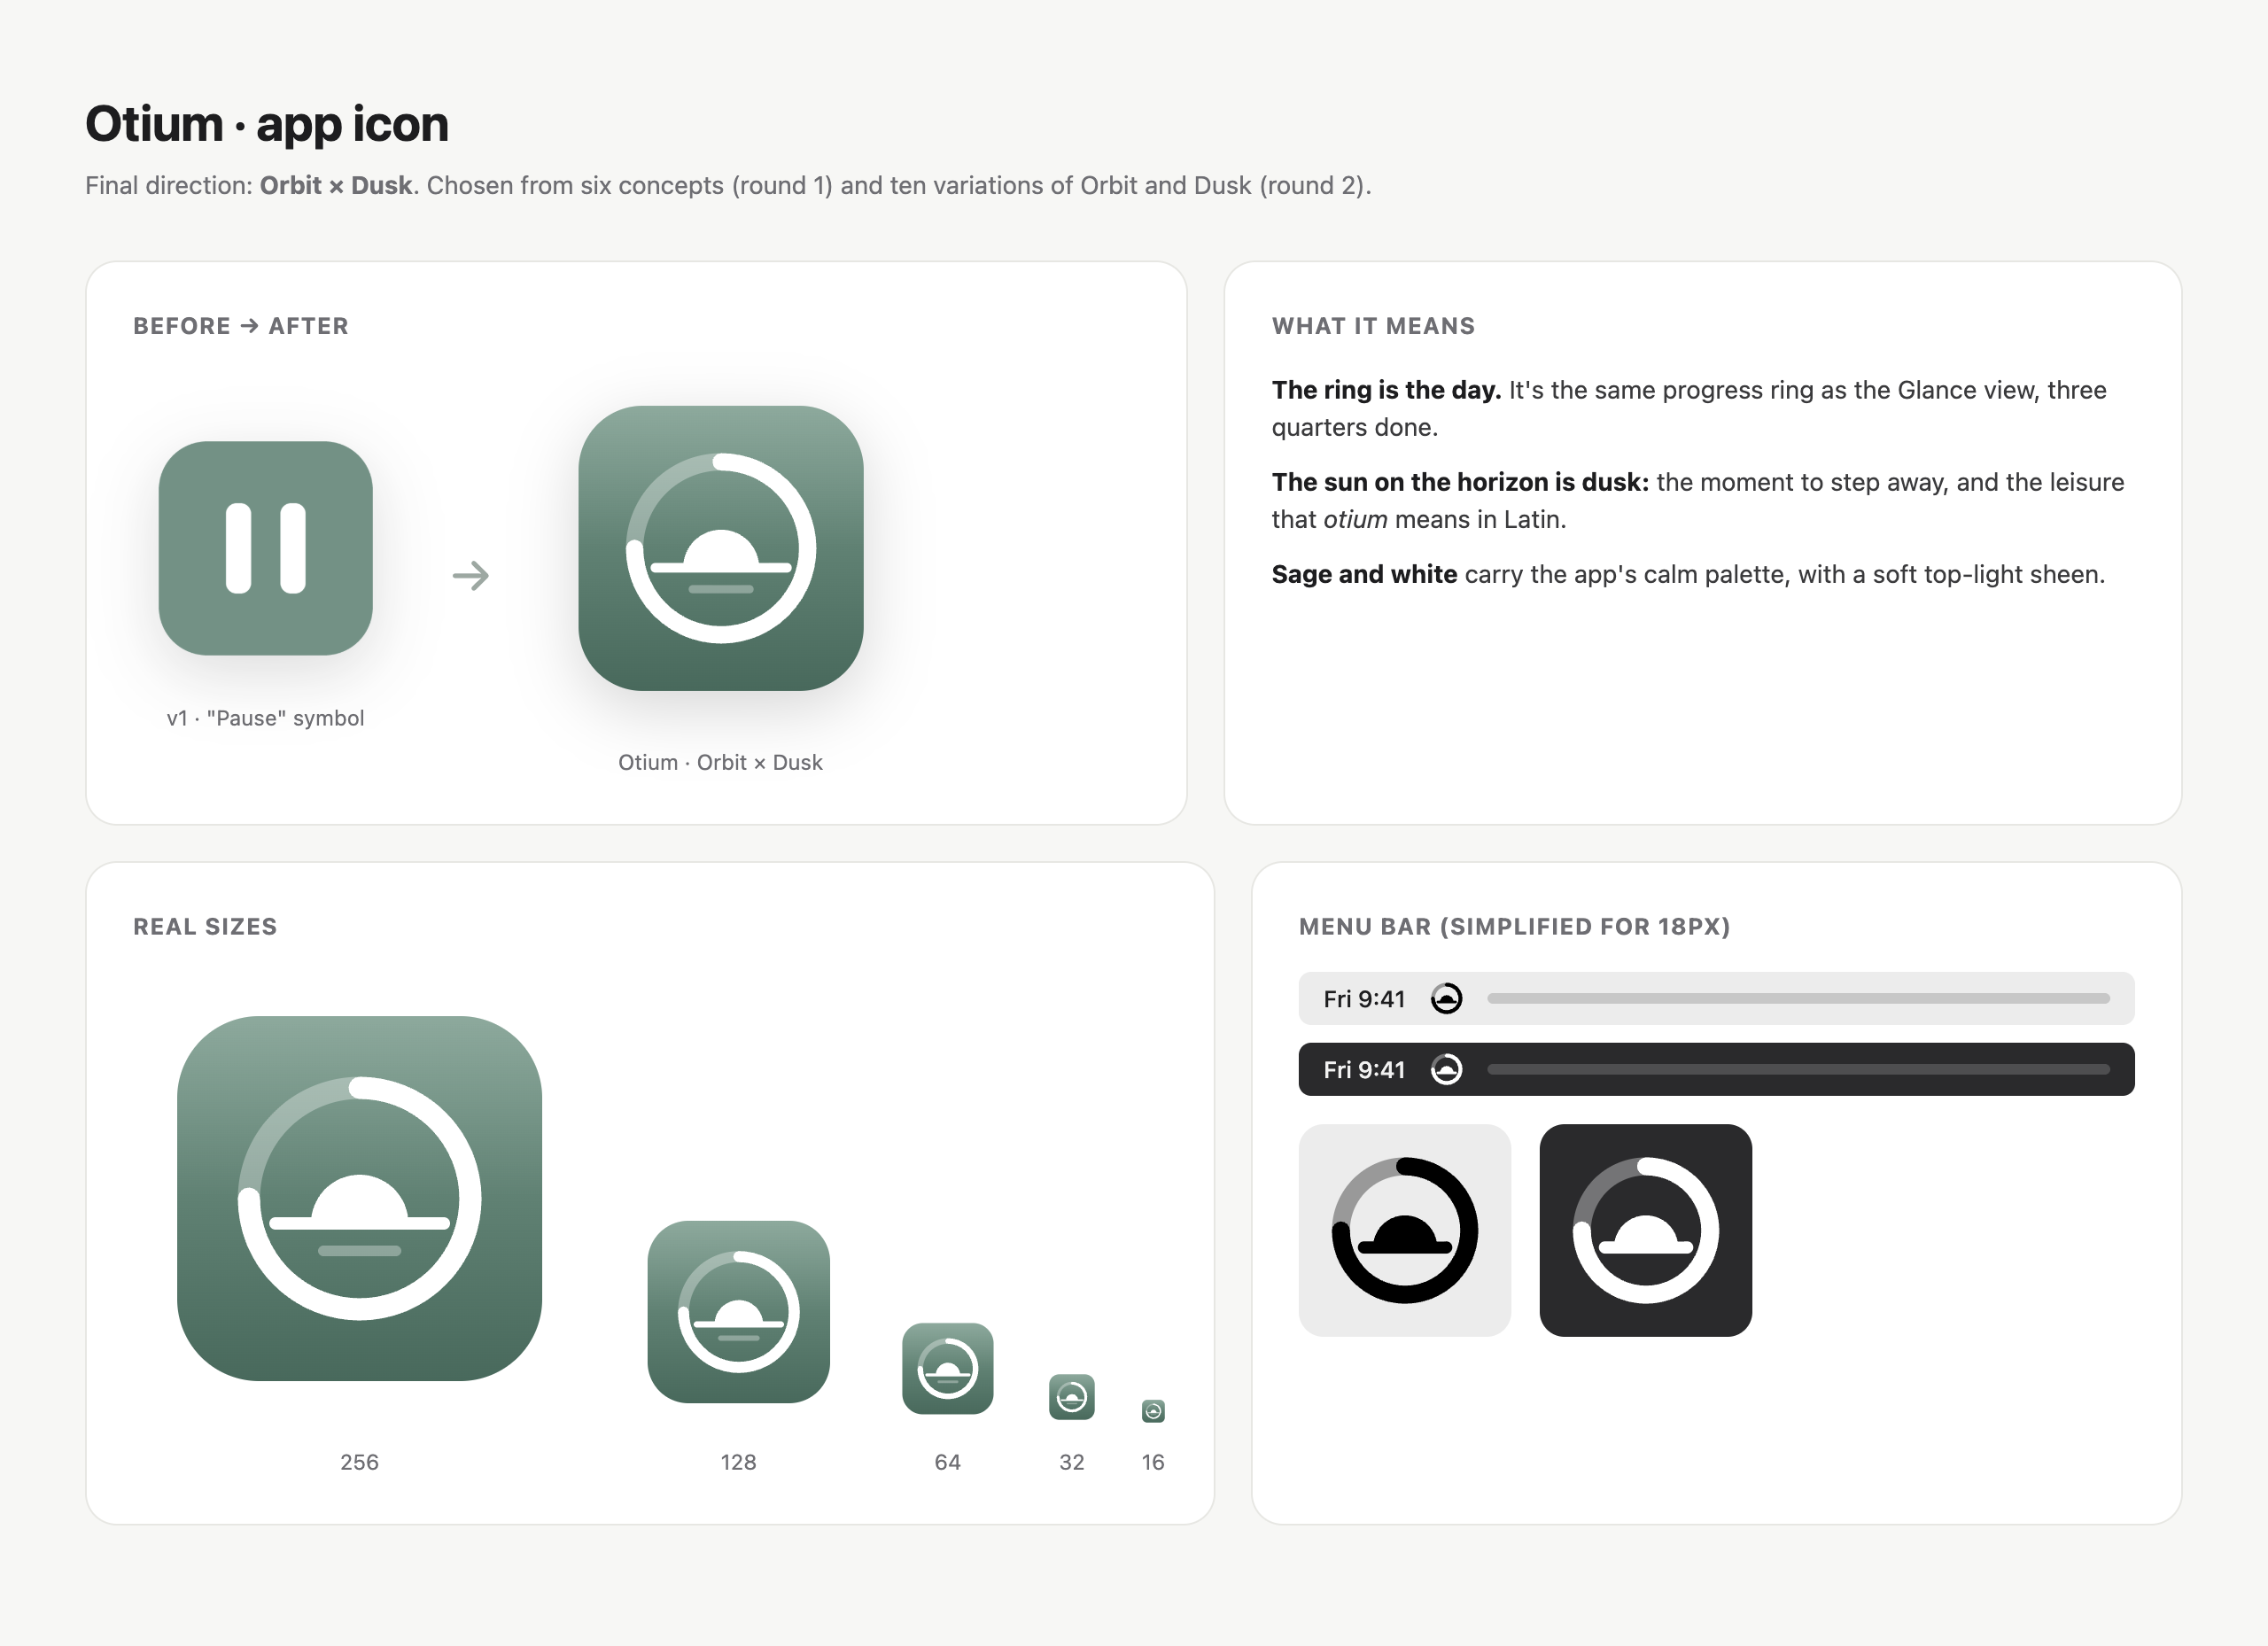 Otium · app icon
Final direction: Orbit × Dusk. Chosen from six concepts (round 1) and ten variations of Orbit and Dusk (round 2).
BEFORE → AFTER
v1 · "Pause" symbol
Otium · Orbit × Dusk
WHAT IT MEANS
The ring is the day. It's the same progress ring as the Glance view, three
quarters done.
The sun on the horizon is dusk: the moment to step away, and the leisure
that otium means in Latin.
Sage and white carry the app's calm palette, with a soft top-light sheen.
REAL SIZES
256
128
64
32
16
MENU BAR (SIMPLIFIED FOR 18PX)
Fri 9:41
Fri 9:41